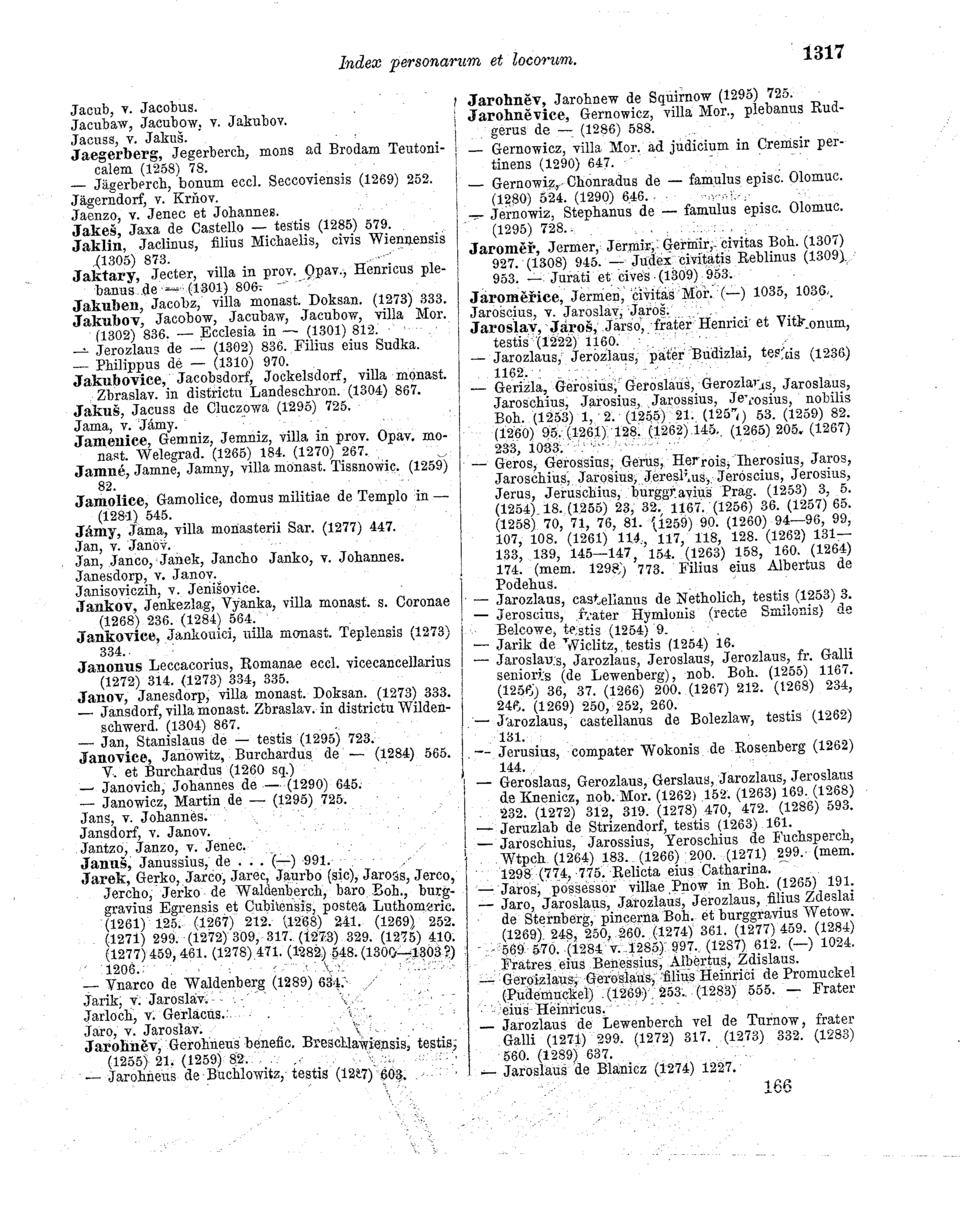 Index personarum et locorum.
1317
Jacub, v. Jacobus.
Jacubaw, Jacubow, v. Jakubov.
Jacuss, v. Jakuš.
Jaegerberg, Jegerberch, mons ad Brodam Teutoni-
calem (1258) 78.
— Jägerberch, bonum eccl. Seccoviensis (1269) 252.
Jägerndorf, v. Krňov.
Jaenzo, v. Jenec et Johannes.
Jakeš, Jaxa de Castello — testis (1285) 579.
Jaklin, Jaclinus, filius Michaelis, civis Wiennensis
(1305) 873.
Jaktary, Jecter, villa in prov. Opav., Henricus ple-
banus de — (1301) 806.
Jakuben, Jacobz, villa monast. Doksan. (1273) 333.
Jakubov, Jacobow, Jacubaw, Jacubow, villa Mor.
(1302) 836. — Ecclesia in — (1301) 812.
— Jerozlaus de — (1302) 836. Filius eius Sudka.
— Philippus de — (1310) 970.
Jakubovice, Jacobsdorf, Jockelsdorf, villa monast.
Zbraslav. in districtu Landeschron. (1304) 867.
Jakuš, Jacuss de Cluczowa (1295) 725.
Jama, v. Jámy.
Jamenice, Gemniz, Jemniz, villa in prov. Opav. mo-
nast. Welegrad. (1265) 184. (1270) 267.
Jamné, Jamne, Jamny, villa monast. Tissnowic. (1259)
82.
Jamolice, Gamolice, domus militiae de Templo in —
(1281) 545.
Jámy, Jama, villa monasterii Sar. (1277) 447.
Jan, v. Janov.
Jan, Janco, Janek, Jancho Janko, v. Johannes.
Janesdorp, v. Janov.
Janisoviczih, v. Jenišovice.
Jankov, Jenkezlag, Vyanka, villa monast. s. Coronae
(1268) 236. (1284) 564.
Jankovice, Jankouici, uilla monast. Teplensis (1273)
334.
Janonus Leccacorius, Romanae eccl. vicecancellarius
(1272) 314. (1273) 334, 335.
Janov, Janesdorp, villa monast. Doksan. (1273) 333.
— Jansdorf, villa monast. Zbraslav. in districtu Wilden-
schwerd. (1304) 867.
— Jan, Stanislaus de — testis (1295) 723.
Janovice, Janowitz, Burchardus de — (1284) 565.
V. et Burchardus (1260 sq.)
— Janovich, Johannes de — (1290) 645.
— Janowicz, Martin de — (1295) 725.
Jans, v. Johannes.
Jansdorf, v. Janov.
Jantzo, Janzo, v. Jenec.
Januš, Janussius, de . . . (—) 991.
Jarek, Gerko, Jarco, Jarec, Jaurbo (sic), Jaross, Jerco,
Jercho, Jerko de Waldenberch, baro Boh., burg-
gravius Egrensis et Cubitensis, postea Luthomeric.
(1261) 125. (1267) 212. (1268) 241. (1269) 252.
(1271) 299. (1272) 309, 317. (1273) 329. (1275) 410.
(1277) 459, 461. (1278) 471. (1282) 548. (1300—1303?)
1206.
— Vnarco de Waldenberg (1289) 634.
Jarik, v. Jaroslav.
Jarloch, v. Gerlacus.
Jaro, v. Jaroslav.
Jarohněv, Gerohneus benefic. Breschlawiensis, testis,
(1255) 21. (1259) 82.
— Jarohneus de Buchlowitz, testis (1287) 603.
Jarohněv, Jarohnew de Squirnow (1295) 725.
Jarohněvice, Gernowicz, villa Mor., plebanus Rud-
gerus de — (1286) 588.
— Gernowicz, villa Mor. ad judicium in Cremsir per-
tinens (1290) 647.
— Gernowiz, Chonradus de — famulus episc. Olomuc.
(1280) 524. (1290) 646.
— Jernowiz, Stephanus de — famulus episc. Olomuc.
(1295) 728.
Jaroměř, Jermer, Jermir, Germir, civitas Boh. (1307)
927. (1308) 945. — Judex civitatis Reblinus (1309)
953. — Jurati et cives (1309) 953.
Jaroměřice, Jermen, civitas Mor. (—) 1035, 1036.
Jaroscius, v. Jaroslav, Jaroš.
Jaroslav, Jároš, Jarso, frater Henrici et Vitkonum,
testis (1222) 1160.
— Jarozlaus, Jerozlaus, pater Budizlai, testis (1236)
1162.
— Gerizla, Gerosius, Geroslaus, Gerozlaus, Jaroslaus,
Jaroschius, Jarosius, Jarossius, Jerosius, nobilis
Boh. (1253) 1, 2. (1255) 21. (1257) 53. (1259) 82.
(1260) 95. (1261) 128. (1262) 145. (1265) 205. (1267)
233, 1033.
— Geros, Gerossius, Gerus, Herrois, Iherosius, Jaros,
Jaroschius, Jarosius, Jereslaus, Jeroscius, Jerosius,
Jerus, Jeruschius, burggravius Prag. (1253) 3, 5.
(1254) 18. (1255) 23, 32. 1167. (1256) 36. (1257) 65.
(1258) 70, 71, 76, 81. (1259) 90. (1260) 94—96, 99,
107, 108. (1261) 114, 117, 118, 128. (1262) 131—
133, 139, 145—147, 154. (1263) 158, 160. (1264)
174. (mem. 1298) 773. Filius eius Albertus de
Podehus.
— Jarozlaus, castellanus de Netholich, testis (1253) 3.
— Jeroscius, frater Hymlonis (recte Smilonis) de
Belcowe, testis (1254) 9.
— Jarik de Wiclitz, testis (1254) 16.
— Jaroslaus, Jarozlaus, Jeroslaus, Jerozlaus, fr. Galli
senioris (de Lewenberg), nob. Boh. (1255) 1167.
(1256) 36, 37. (1266) 200. (1267) 212. (1268) 234,
246. (1269) 250, 252, 260.
— Jarozlaus, castellanus de Bolezlaw, testis (1262)
131.
— Jerusius, compater Wokonis de Rosenberg (1262)
144.
— Geroslaus, Gerozlaus, Gerslaus, Jarozlaus, Jeroslaus
de Knenicz, nob. Mor. (1262) 152. (1263) 169. (1268)
232. (1272) 312, 319. (1278) 470, 472. (1286) 593.
— Jeruzlab de Strizendorf, testis (1263) 161.
— Jaroschius, Jarossius, Yeroschius de Fuchsperch,
Wtpch (1264) 183. (1266) 200. (1271) 299. (mem.
1298 (774, 775. Relicta eius Catharina.
— Jaros, possessor villae Pnow in Boh. (1265) 191.
— Jaro, Jaroslaus, Jarozlaus, Jerozlaus, filius Zdeslai
de Sternberg, pincerna Boh. et burggravius Wetow.
(1269) 248, 250, 260. (1274) 361. (1277) 459. (1284)
569 570. (1284 v. 1285) 997. (1287) 612. (—) 1024.
Fratres eius Benessius, Albertus, Zdislaus.
— Geroizlaus, Geroslaus, filius Heinrici de Promuckel
(Pudemuckel) (1269) 253. (1283) 555. — Frater
eius Heinricus.
— Jarozlaus de Lewenberch vel de Turnow, frater
Galli (1271) 299. (1272) 317. (1273) 332. (1283)
560. (1289) 637.
— Jaroslaus de Blanicz (1274) 1227.
166